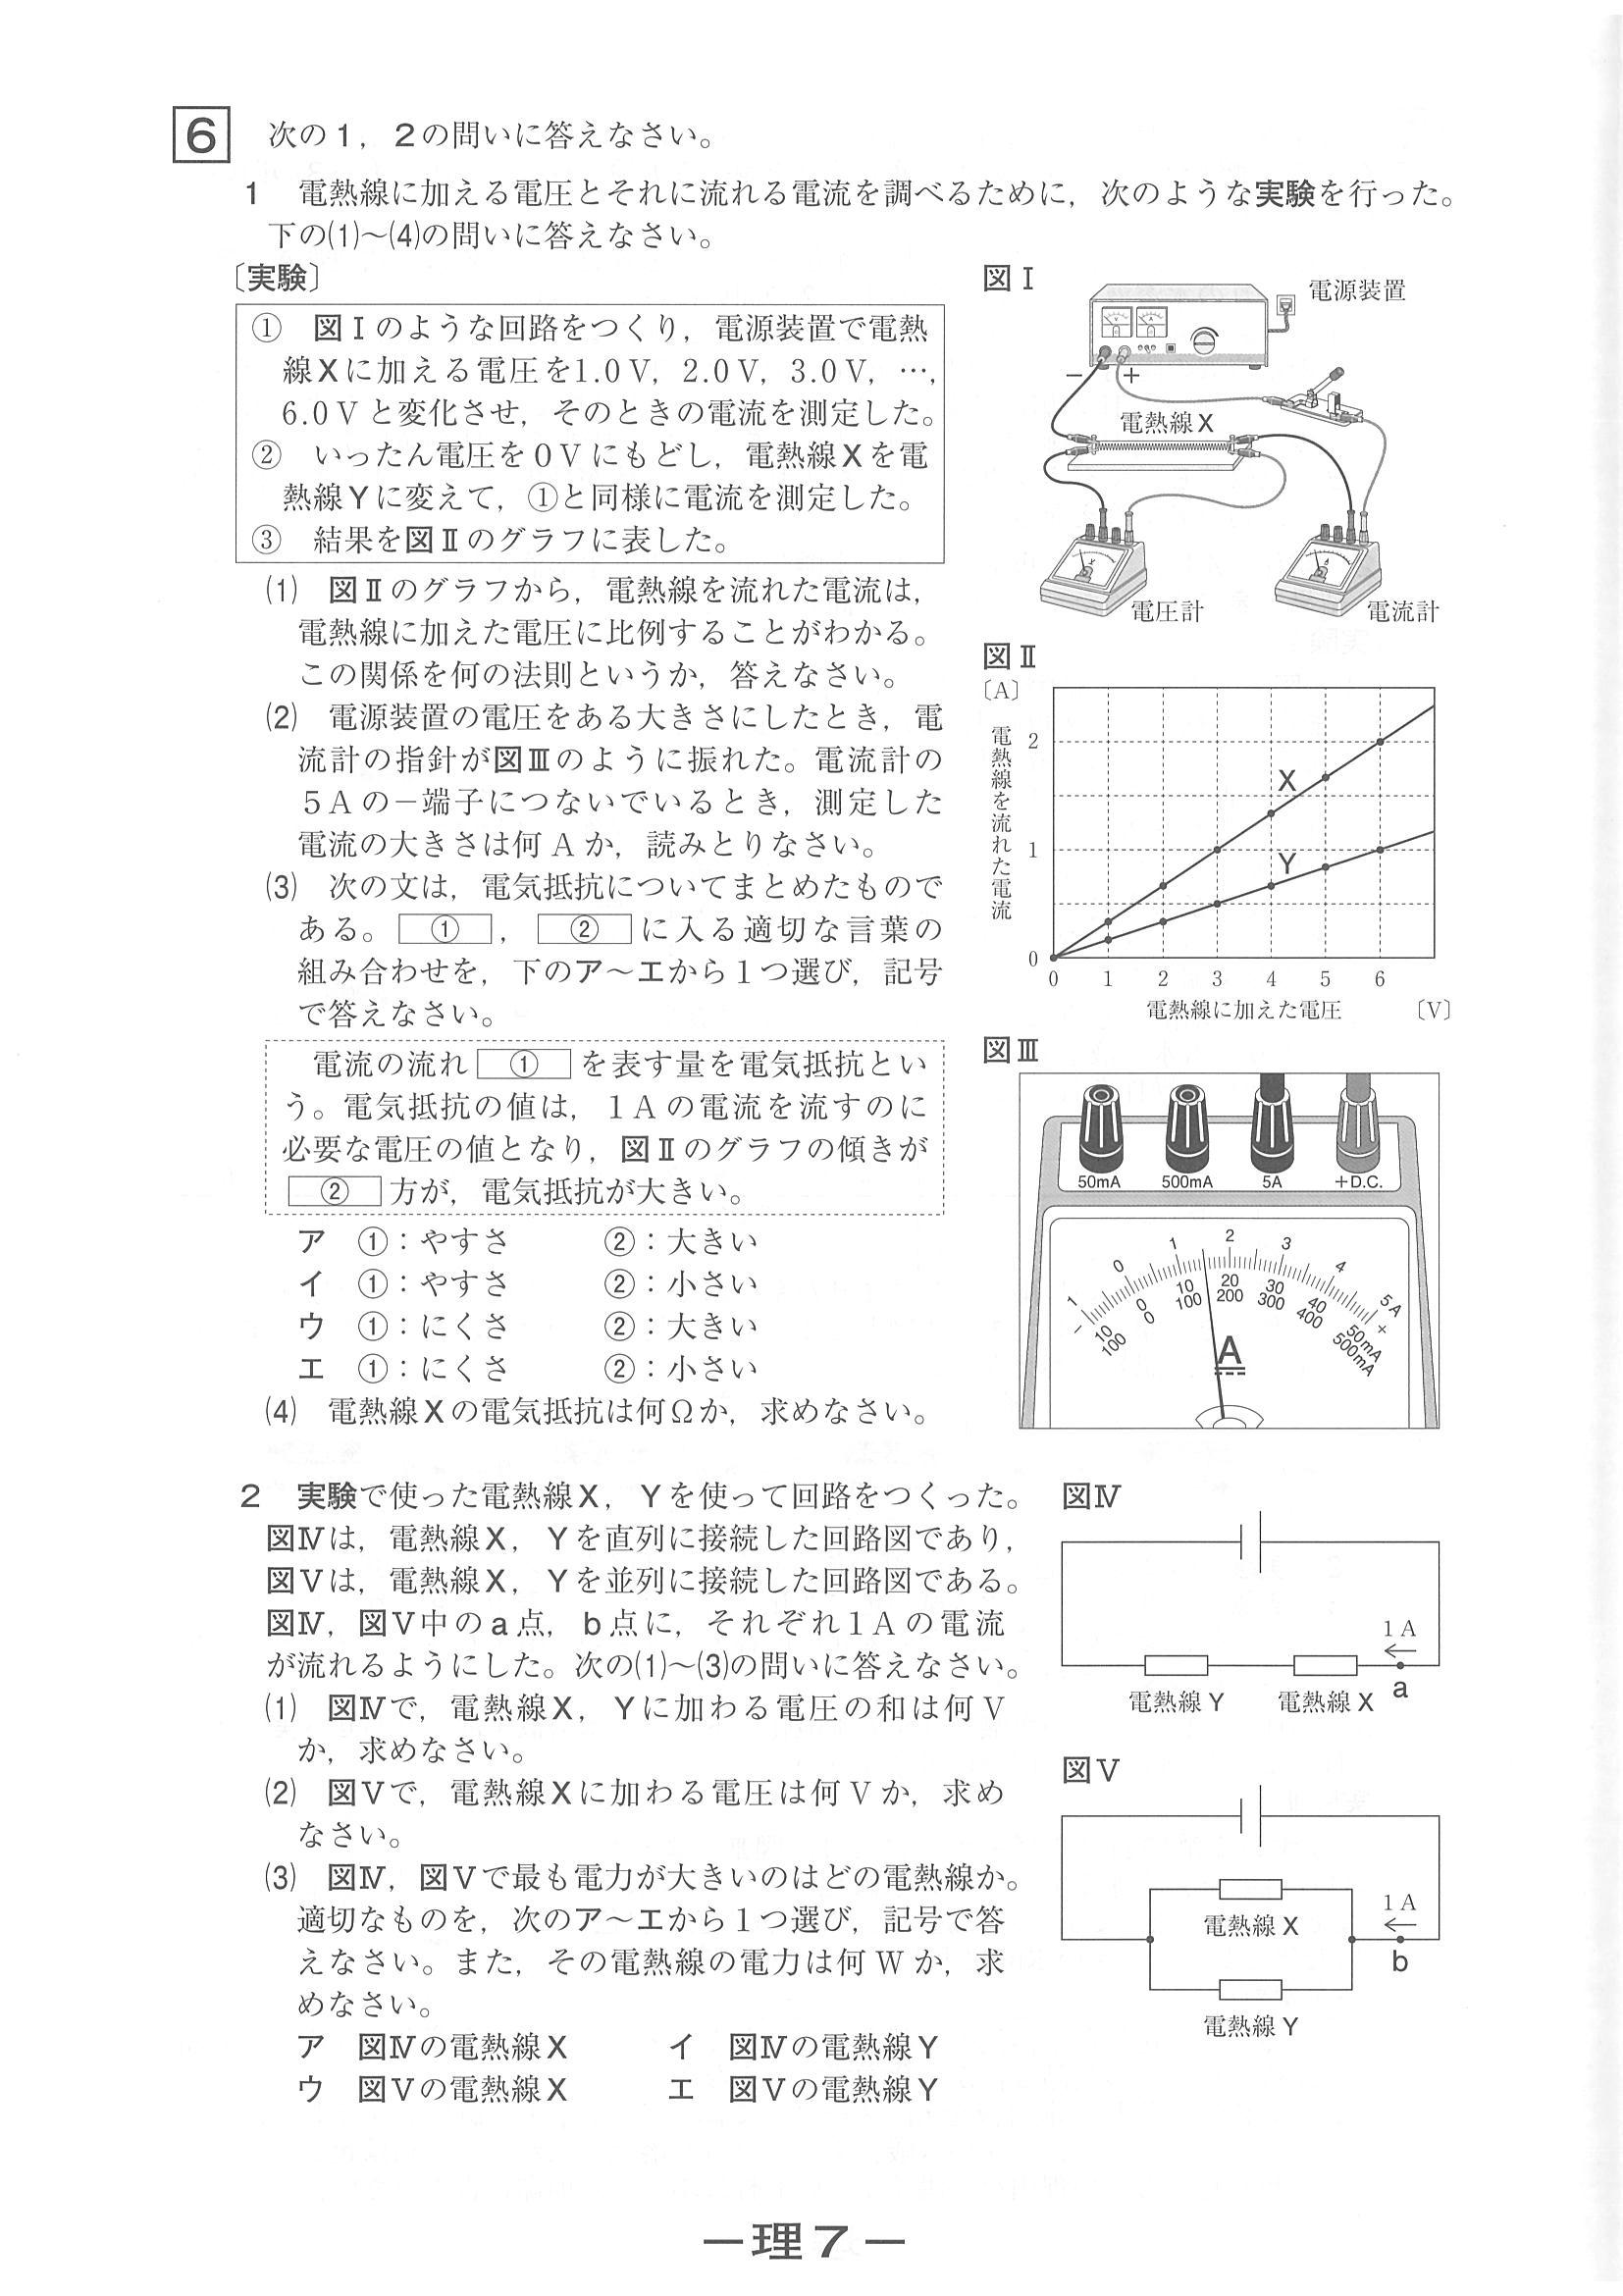 6 次の1，2の問いに答えなさい。
1 電熱線に加える電圧とそれに流れる電流を調べるために，次のような実験を行った。
下の⑴～⑷の問いに答えなさい。
〔実験〕
① 図Ⅰのような回路をつくり，電源装置で電熱
線Xに加える電圧を1.0V，2.0V，3.0V，…，
6.0Vと変化させ，そのときの電流を測定した。
② いったん電圧を0Vにもどし，電熱線Xを電
熱線Yに変えて，①と同様に電流を測定した。
③ 結果を図Ⅱのグラフに表した。
⑴ 図Ⅱのグラフから，電熱線を流れた電流は，
電熱線に加えた電圧に比例することがわかる。
この関係を何の法則というか，答えなさい。
⑵ 電源装置の電圧をある大きさにしたとき，電
流計の指針が図Ⅲのように振れた。電流計の
5Aの－端子につないでいるとき，測定した
電流の大きさは何Aか，読みとりなさい。
⑶ 次の文は，電気抵抗についてまとめたもので
ある。 ① ， ② に入る適切な言葉の
組み合わせを，下のア～エから1つ選び，記号
で答えなさい。
電流の流れ ① を表す量を電気抵抗とい
う。電気抵抗の値は，1Aの電流を流すのに
必要な電圧の値となり，図Ⅱのグラフの傾きが
② 方が，電気抵抗が大きい。
ア ①：やすさ ②：大きい
イ ①：やすさ ②：小さい
ウ ①：にくさ ②：大きい
エ ①：にくさ ②：小さい
⑷ 電熱線Xの電気抵抗は何Ωか，求めなさい。
図Ⅰ
電源装置
－ ＋
電熱線X
電圧計
電流計
図Ⅱ
〔A〕
電熱線を流れた電流
2
1
0
X
Y
0 1 2 3 4 5 6
電熱線に加えた電圧 〔V〕
図Ⅲ
50mA 500mA 5A ＋D.C.
1 0 1 2 3 4 5A
－ 10 0 10 20 30 40 50mA ＋
100 0 100 200 300 400 500mA
A
2 実験で使った電熱線X，Yを使って回路をつくった。
図Ⅳは，電熱線X，Yを直列に接続した回路図であり，
図Ⅴは，電熱線X，Yを並列に接続した回路図である。
図Ⅳ，図Ⅴ中のa点，b点に，それぞれ1Aの電流
が流れるようにした。次の⑴～⑶の問いに答えなさい。
⑴ 図Ⅳで，電熱線X，Yに加わる電圧の和は何V
か，求めなさい。
⑵ 図Ⅴで，電熱線Xに加わる電圧は何Vか，求め
なさい。
⑶ 図Ⅳ，図Ⅴで最も電力が大きいのはどの電熱線か。
適切なものを，次のア～エから1つ選び，記号で答
えなさい。また，その電熱線の電力は何Wか，求
めなさい。
ア 図Ⅳの電熱線X イ 図Ⅳの電熱線Y
ウ 図Ⅴの電熱線X エ 図Ⅴの電熱線Y
図Ⅳ
1A
電熱線Y 電熱線X a
図Ⅴ
1A
電熱線X
b
電熱線Y
－理7－